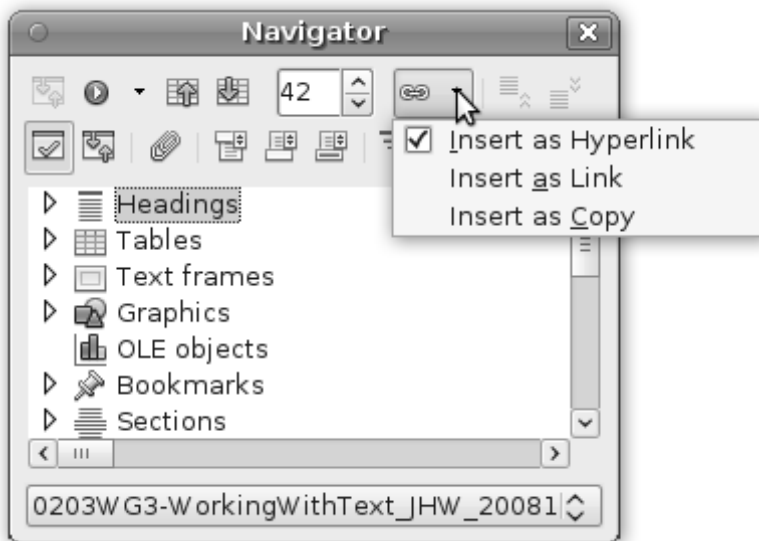 Navigator
42
Insert as Hyperlink
Insert as Link
Insert as Copy
Headings
Tables
Text frames
Graphics
OLE objects
Bookmarks
Sections
0203WG3-WorkingWithText_JHW_20081